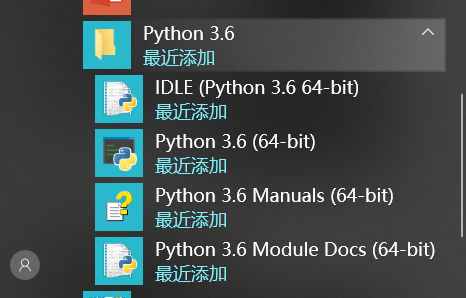 Python 3.6
最近添加
IDLE (Python 3.6 64-bit)
最近添加
Python 3.6 (64-bit)
最近添加
Python 3.6 Manuals (64-bit)
最近添加
Python 3.6 Module Docs (64-bit)
最近添加